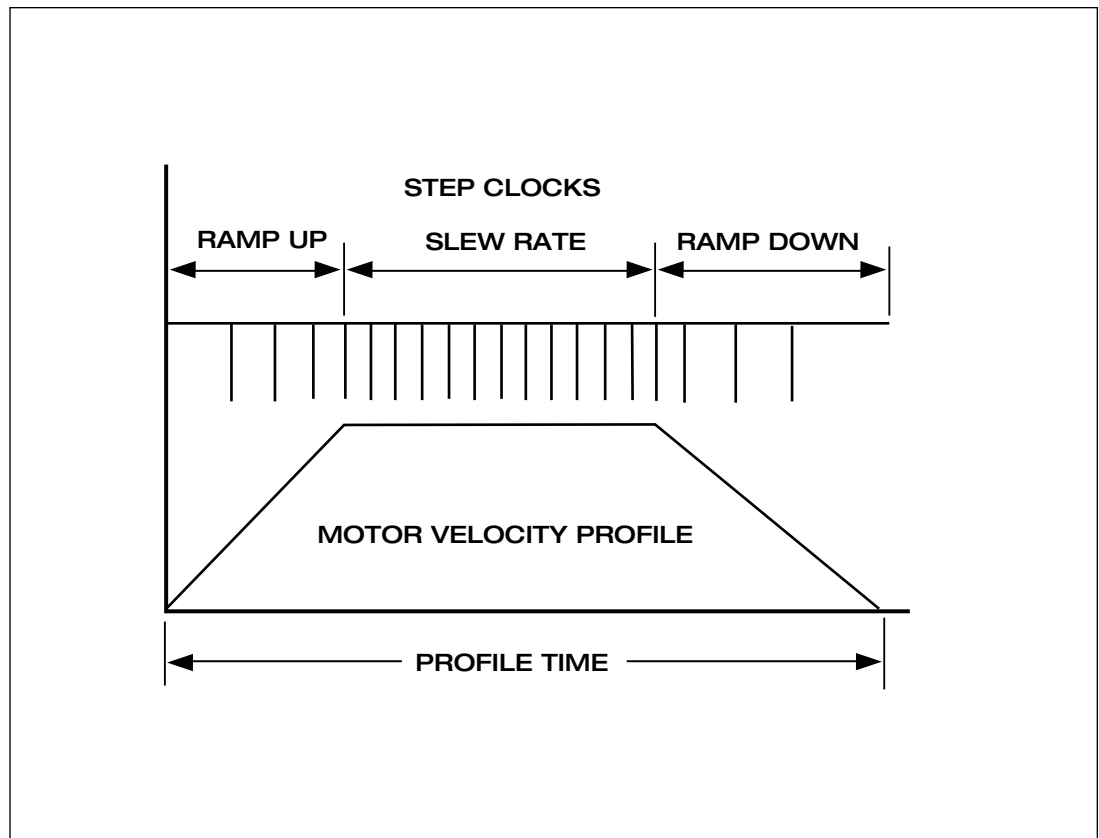 STEP CLOCKS
RAMP UP SLEW RATE RAMP DOWN
MOTOR VELOCITY PROFILE
PROFILE TIME